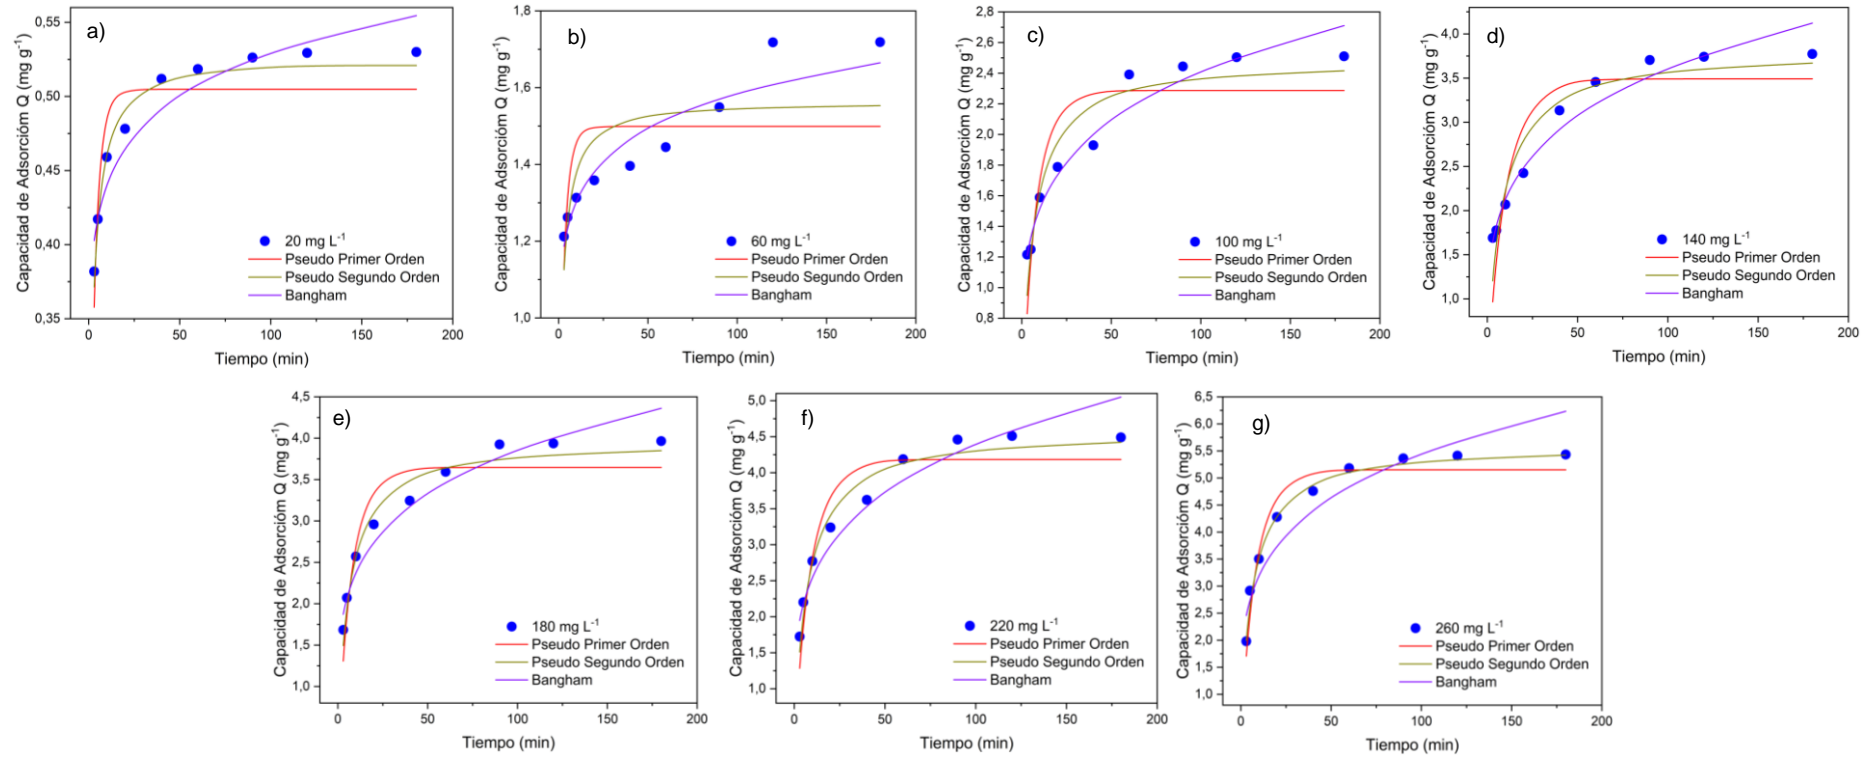 a)
Capacidad de Adsorcióm Q (mg g-1)
0,55
0,50
0,45
0,40
0,35
20 mg L-1
Pseudo Primer Orden
Pseudo Segundo Orden
Bangham
0 50 100 150 200
Tiempo (min)
b)
Capacidad de Adsorcióm Q (mg g-1)
1,8
1,6
1,4
1,2
1,0
60 mg L-1
Pseudo Primer Orden
Pseudo Segundo Orden
Bangham
0 50 100 150 200
Tiempo (min)
c)
Capacidad de Adsorcióm Q (mg g-1)
2,8
2,6
2,4
2,2
2,0
1,8
1,6
1,4
1,2
1,0
0,8
100 mg L-1
Pseudo Primer Orden
Pseudo Segundo Orden
Bangham
0 50 100 150 200
Tiempo (min)
d)
Capacidad de Adsorcióm Q (mg g-1)
4,0
3,5
3,0
2,5
2,0
1,5
1,0
140 mg L-1
Pseudo Primer Orden
Pseudo Segundo Orden
Bangham
0 50 100 150 200
Tiempo (min)
e)
Capacidad de Adsorcióm Q (mg g-1)
4,5
4,0
3,5
3,0
2,5
2,0
1,5
1,0
180 mg L-1
Pseudo Primer Orden
Pseudo Segundo Orden
Bangham
0 50 100 150 200
Tiempo (min)
f)
Capacidad de Adsorcióm Q (mg g-1)
5,0
4,5
4,0
3,5
3,0
2,5
2,0
1,5
1,0
220 mg L-1
Pseudo Primer Orden
Pseudo Segundo Orden
Bangham
0 50 100 150 200
Tiempo (min)
g)
Capacidad de Adsorcióm Q (mg g-1)
6,5
6,0
5,5
5,0
4,5
4,0
3,5
3,0
2,5
2,0
1,5
1,0
260 mg L-1
Pseudo Primer Orden
Pseudo Segundo Orden
Bangham
0 50 100 150 200
Tiempo (min)